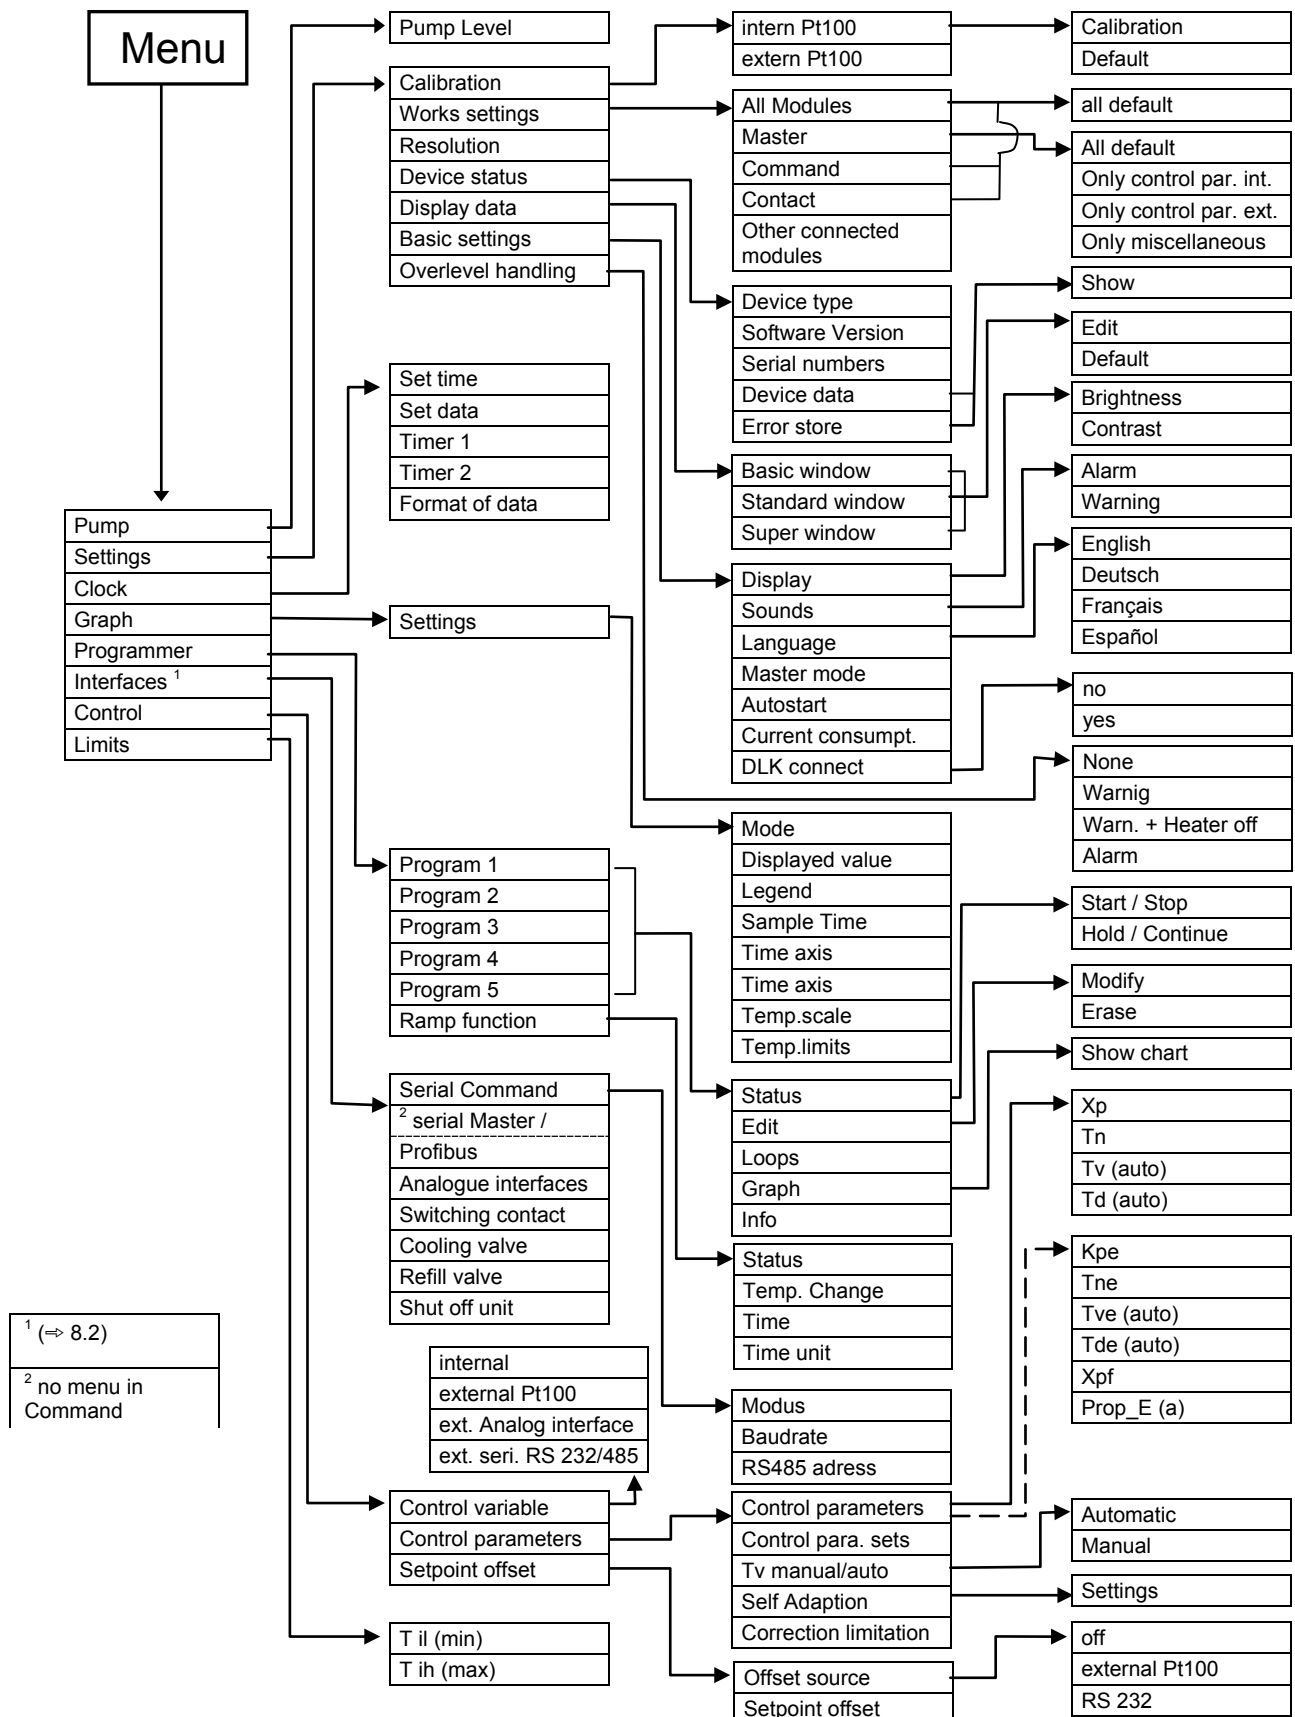 Menu
Pump
Settings
Clock
Graph
Programmer
Interfaces 1
Control
Limits
1 (⇨ 8.2)
2 no menu in
Command
Pump Level
Calibration
Works settings
Resolution
Device status
Display data
Basic settings
Overlevel handling
Set time
Set data
Timer 1
Timer 2
Format of data
Settings
Program 1
Program 2
Program 3
Program 4
Program 5
Ramp function
Serial Command
2 serial Master /
Profibus
Analogue interfaces
Switching contact
Cooling valve
Refill valve
Shut off unit
internal
external Pt100
ext. Analog interface
ext. seri. RS 232/485
Control variable
Control parameters
Setpoint offset
T il (min)
T ih (max)
intern Pt100
extern Pt100
All Modules
Master
Command
Contact
Other connected
modules
Device type
Software Version
Serial numbers
Device data
Error store
Basic window
Standard window
Super window
Display
Sounds
Language
Master mode
Autostart
Current consumpt.
DLK connect
Mode
Displayed value
Legend
Sample Time
Time axis
Time axis
Temp.scale
Temp.limits
Status
Edit
Loops
Graph
Info
Status
Temp. Change
Time
Time unit
Modus
Baudrate
RS485 adress
Control parameters
Control para. sets
Tv manual/auto
Self Adaption
Correction limitation
Offset source
Setpoint offset
Calibration
Default
all default
All default
Only control par. int.
Only control par. ext.
Only miscellaneous
Show
Edit
Default
Brightness
Contrast
Alarm
Warning
English
Deutsch
Français
Español
no
yes
None
Warnig
Warn. + Heater off
Alarm
Start / Stop
Hold / Continue
Modify
Erase
Show chart
Xp
Tn
Tv (auto)
Td (auto)
Kpe
Tne
Tve (auto)
Tde (auto)
Xpf
Prop_E (a)
Automatic
Manual
Settings
off
external Pt100
RS 232